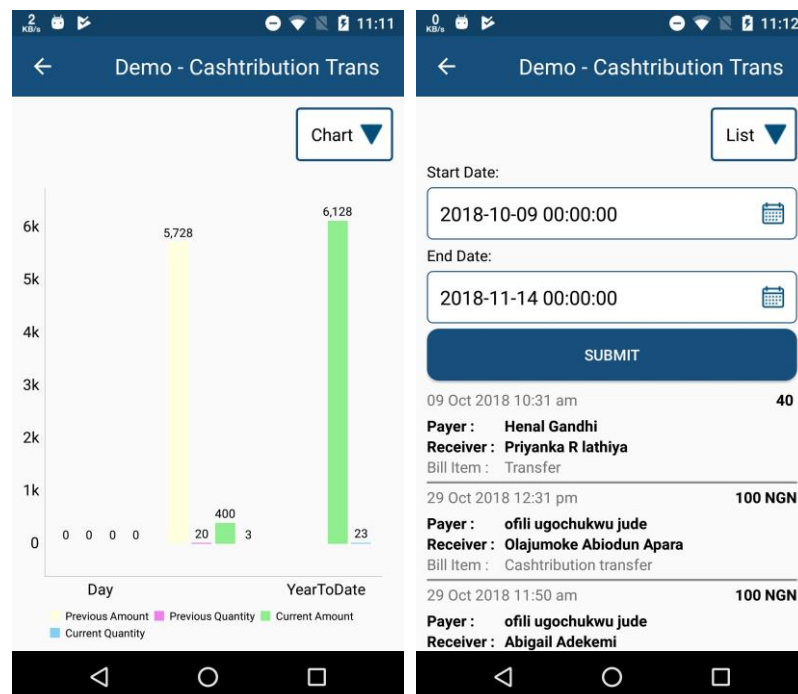 2
KB/s
11:11
Demo - Cashtribution Trans
Chart
6k
5k
4k
3k
2k
1k
0
0 0 0 0
5,728
20
400
3
6,128
23
Day YearToDate
Previous Amount Previous Quantity Current Amount
Current Quantity
0
KB/s
11:12
Demo - Cashtribution Trans
List
Start Date:
2018-10-09 00:00:00
End Date:
2018-11-14 00:00:00
SUBMIT
09 Oct 2018 10:31 am 40
Payer : Henal Gandhi
Receiver : Priyanka R lathiya
Bill Item : Transfer
29 Oct 2018 12:31 pm 100 NGN
Payer : ofili ugochukwu jude
Receiver : Olajumoke Abiodun Apara
Bill Item : Cashtribution transfer
29 Oct 2018 11:50 am 100 NGN
Payer : ofili ugochukwu jude
Receiver : Abigail Adekemi